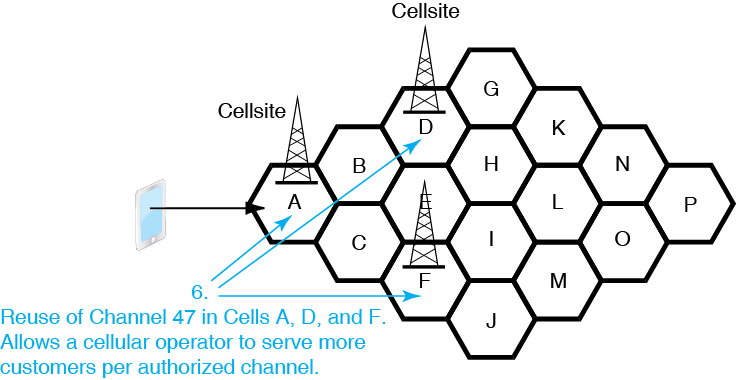 Cellsite
Cellsite
G
D
K
B
H
N
A
E
L
P
C
I
O
F
M
J
6.
Reuse of Channel 47 in Cells A, D, and F.
Allows a cellular operator to serve more
customers per authorized channel.